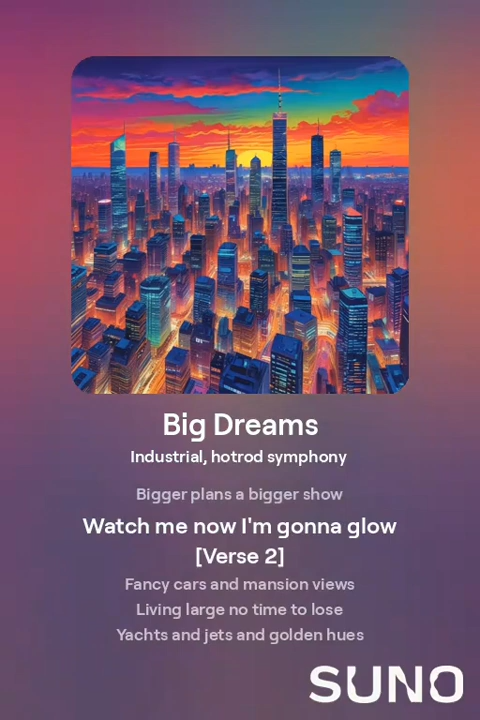 Big Dreams
Industrial, hotrod symphony
Bigger plans a bigger show
Watch me now I'm gonna glow
[Verse 2]
Fancy cars and mansion views
Living large no time to lose
Yachts and jets and golden hues
SUNO